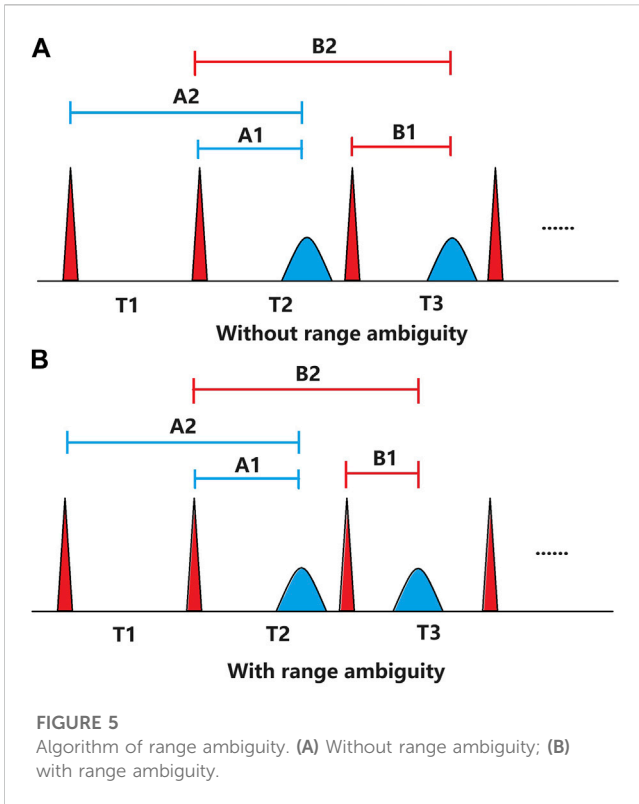 A
B2
A2
A1
B1
......
T1
T2
T3
Without range ambiguity
B
B2
A2
A1
B1
......
T1
T2
T3
With range ambiguity
FIGURE 5
Algorithm of range ambiguity. (A) Without range ambiguity; (B)
with range ambiguity.